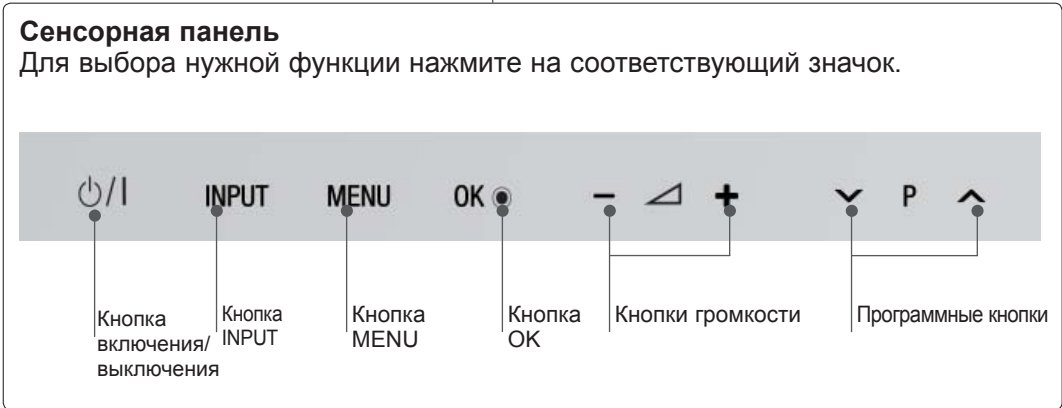 Сенсорная панель
Для выбора нужной функции нажмите на соответствующий значок.
⏻/I INPUT MENU OK − + P
Кнопка включения/ выключения
Кнопка INPUT
Кнопка MENU
Кнопка OK
Кнопки громкости
Программные кнопки